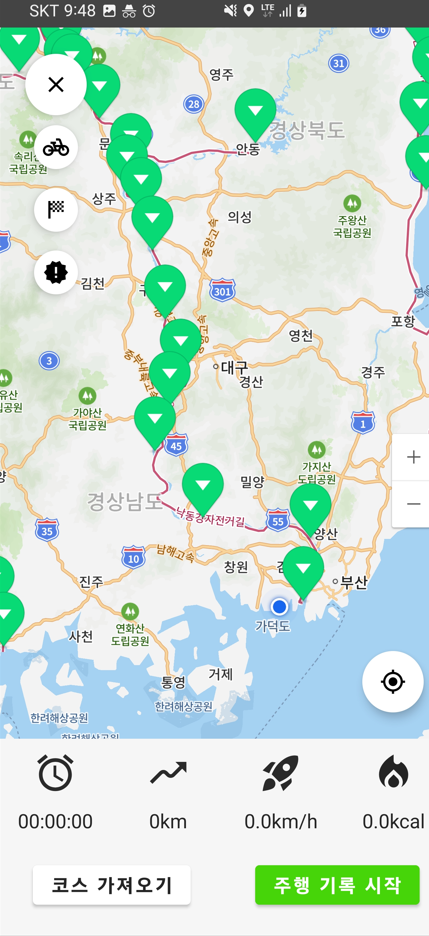 SKT 9:48
LTE
36
영주
31
28
경상북도
안동
문
속리
국립공원
상주
의성
주왕산
국립공원
중앙고속
301
김천
구
포항
영천
3
대구
경산
경주
유산
공원
가야산
국립공원
1
45
가지산
도립공원
밀양
경상남도
낙동강자전거길
55
양산
35
10
남해고속
창원
김
진주
부산
연화산
도립공원
가덕도
사천
거제
통영
한려해상공원
한려해상공원
한려해상공원
00:00:00
0km
0.0km/h
0.0kcal
코스 가져오기
주행 기록 시작